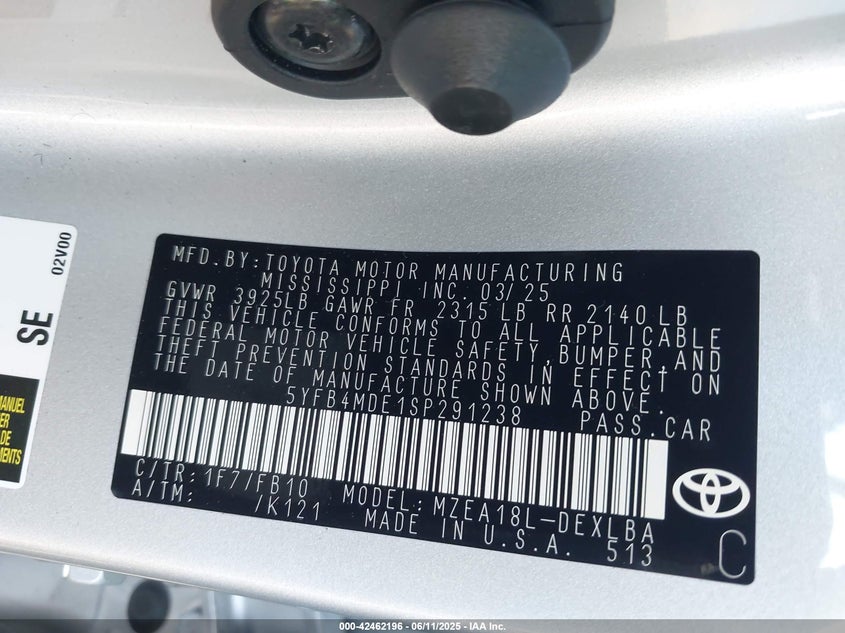 02V00
SE
MANUEL
DE
MFD.BY:TOYOTA MOTOR MANUFACTURING
MISSISSIPPI INC. 03/25
GVWR 3925LB GAWR FR 2315 LB RR 2140 LB
THIS VEHICLE CONFORMS TO ALL APPLICABLE
FEDERAL MOTOR VEHICLE SAFETY,BUMPER,AND
THEFT PREVENTION STANDARDS IN EFFECT ON
THE DATE OF MANUFACTURE SHOWN ABOVE.
5YFB4MDE1SP291238 PASS.CAR
C/TR: 1F7/FB10 MODEL: MZEA18L-DEXLBA
A/TM: /K121 MADE IN U.S.A. 513
C
000-42462196 - 06/11/2025 - IAA Inc.